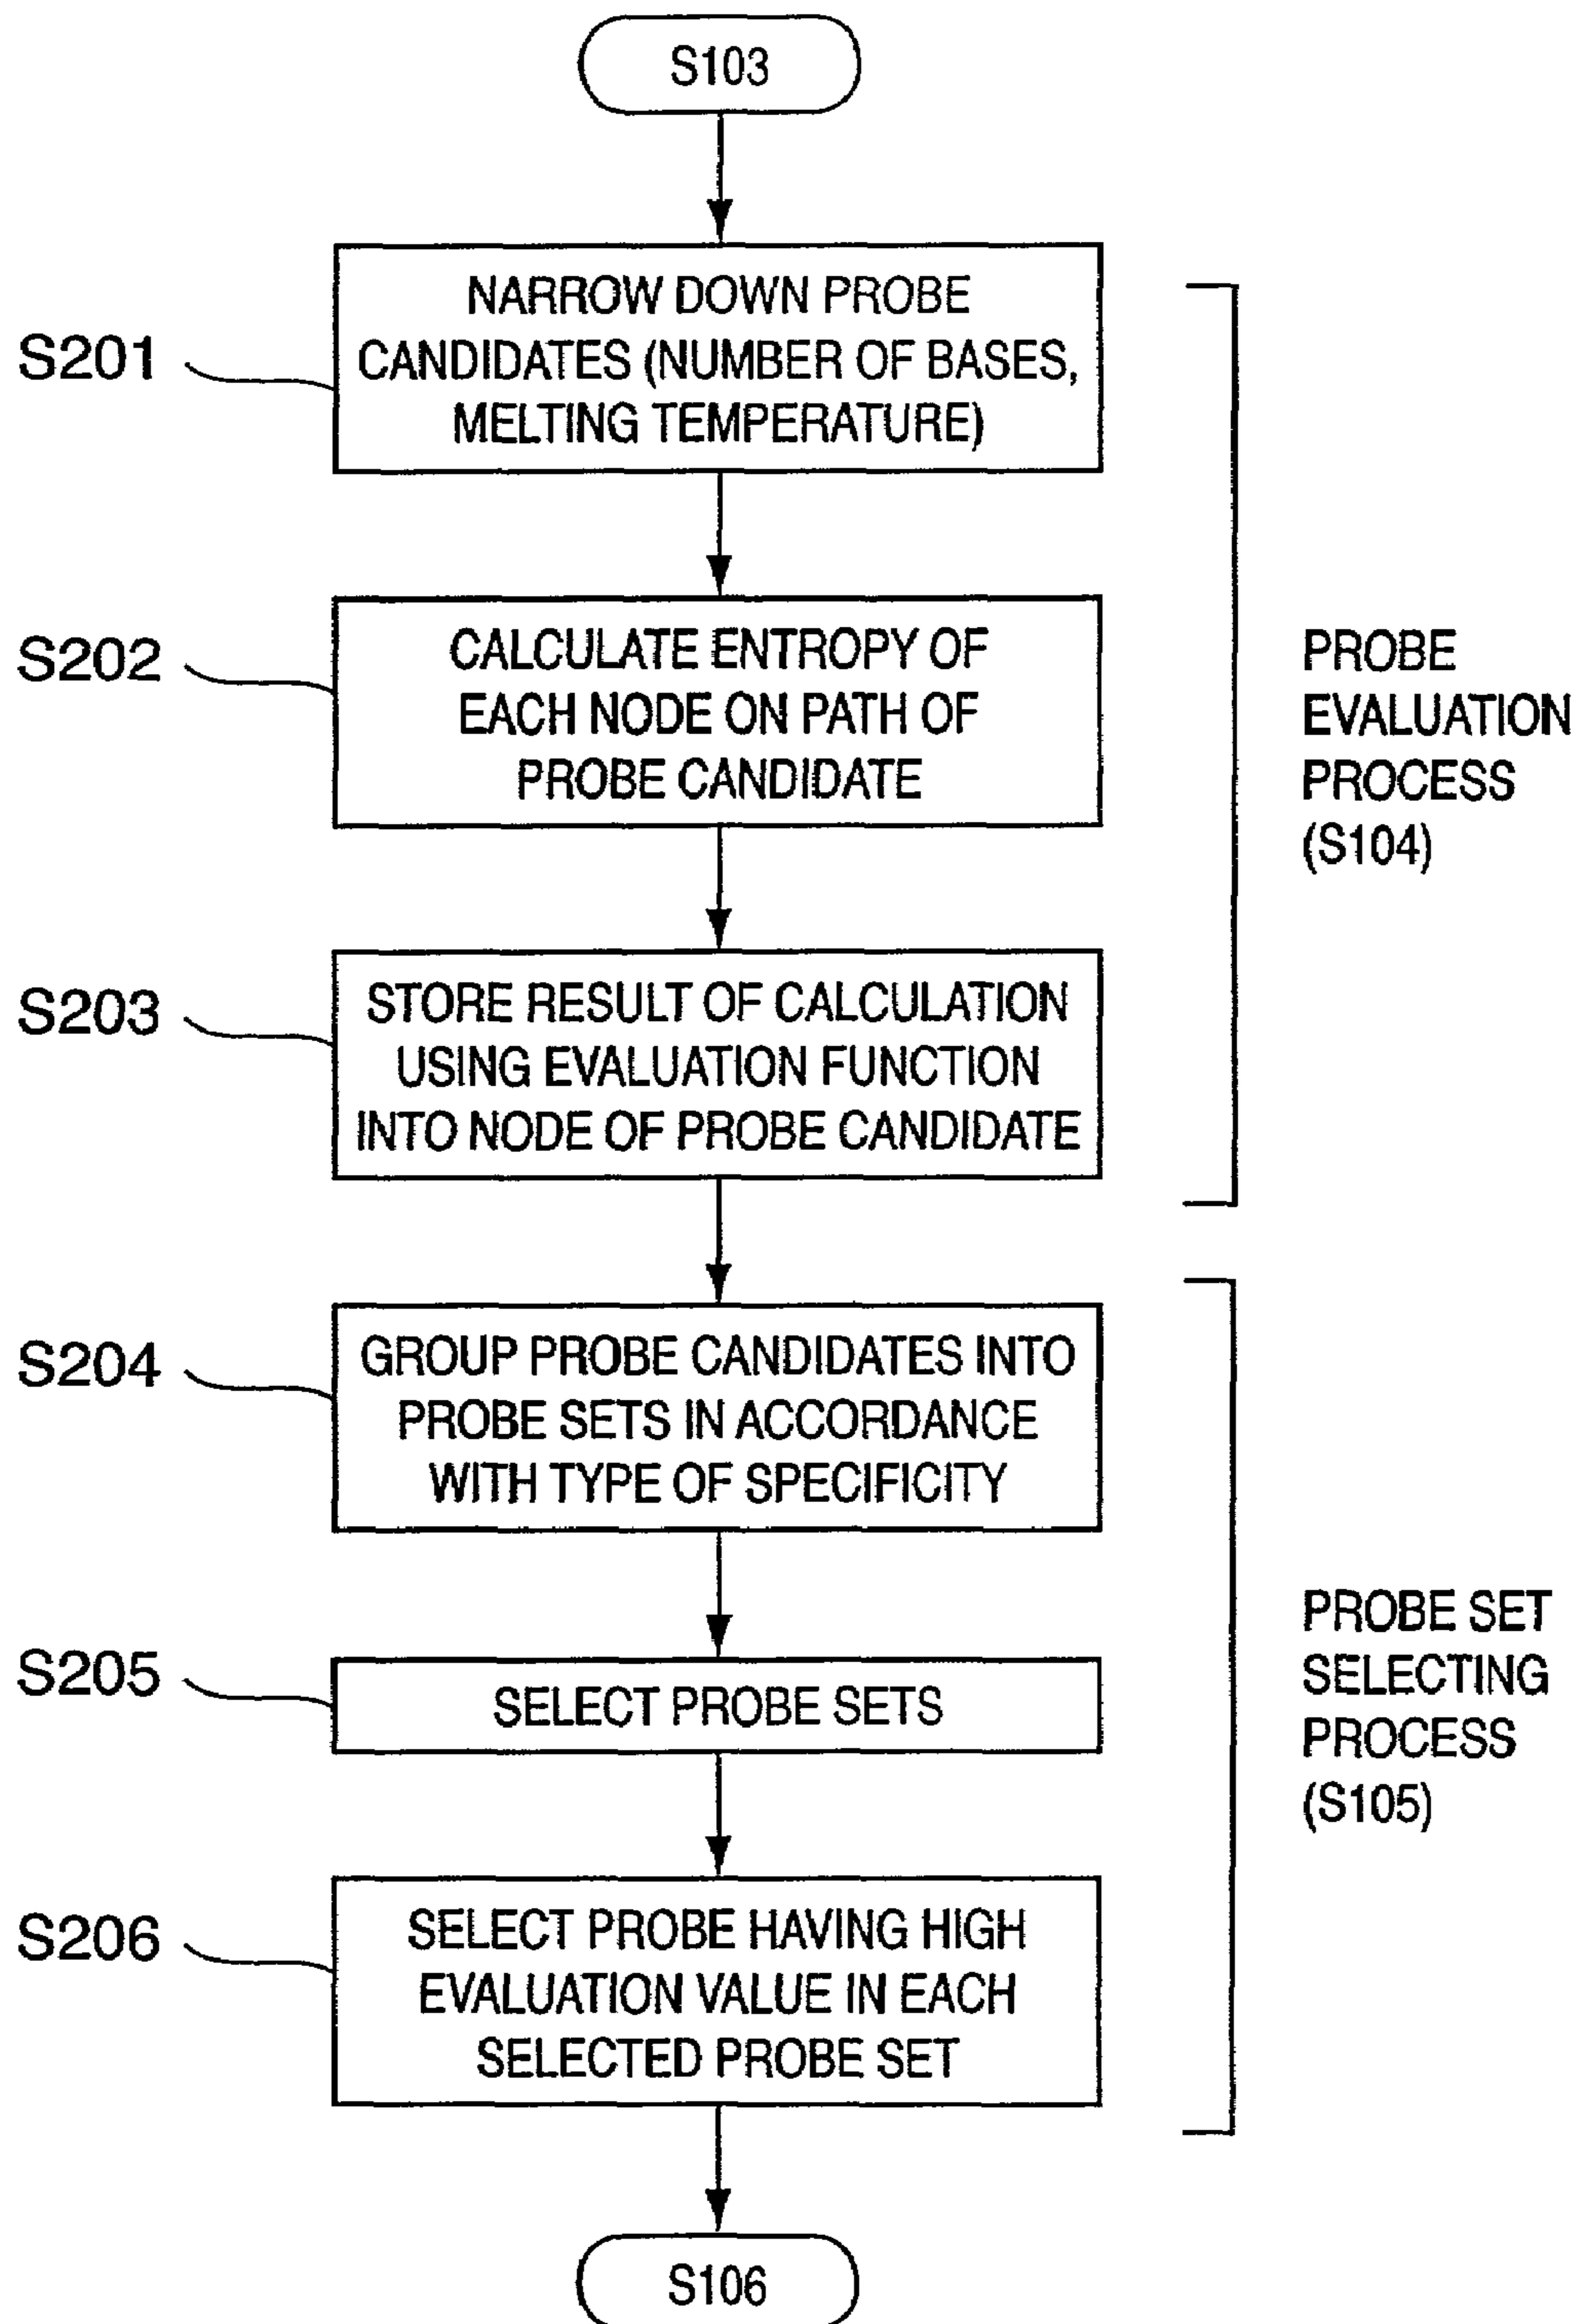 S103
S201
NARROW DOWN PROBE
CANDIDATES (NUMBER OF BASES,
MELTING TEMPERATURE)
S202
CALCULATE ENTROPY OF
EACH NODE ON PATH OF
PROBE CANDIDATE
S203
STORE RESULT OF CALCULATION
USING EVALUATION FUNCTION
INTO NODE OF PROBE CANDIDATE
PROBE
EVALUATION
PROCESS
(S104)
S204
GROUP PROBE CANDIDATES INTO
PROBE SETS IN ACCORDANCE
WITH TYPE OF SPECIFICITY
S205
SELECT PROBE SETS
S206
SELECT PROBE HAVING HIGH
EVALUATION VALUE IN EACH
SELECTED PROBE SET
PROBE SET
SELECTING
PROCESS
(S105)
S106